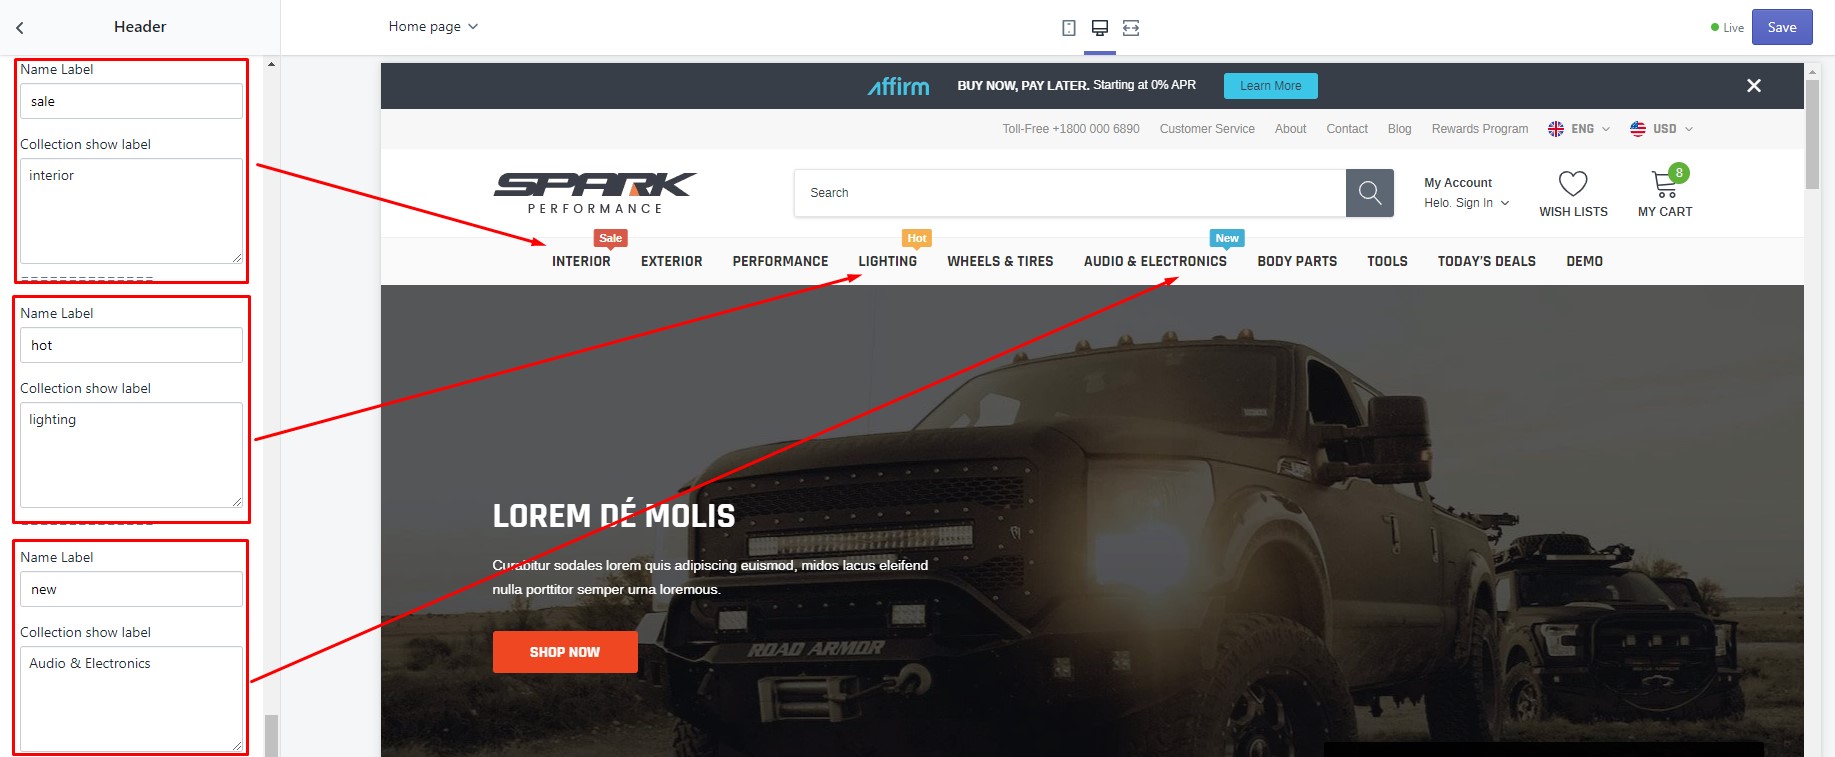 Header
Home page
Live
Save
Name Label
sale
Collection show label
interior
==============
Name Label
hot
Collection show label
lighting
==============
Name Label
new
Collection show label
Audio & Electronics
affirm
BUY NOW, PAY LATER. Starting at 0% APR
Learn More
Toll-Free +1800 000 6890 Customer Service About Contact Blog Rewards Program ENG USD
SPARK
PERFORMANCE
Search
My Account
Helo. Sign In
WISH LISTS
8
MY CART
Sale Hot New
INTERIOR EXTERIOR PERFORMANCE LIGHTING WHEELS & TIRES AUDIO & ELECTRONICS BODY PARTS TOOLS TODAY'S DEALS DEMO
LOREM DÉ MOLIS
Curabitur sodales lorem quis adipiscing euismod, midos lacus eleifend
nulla porttitor semper urna loremous.
SHOP NOW
ROAD ARMOR